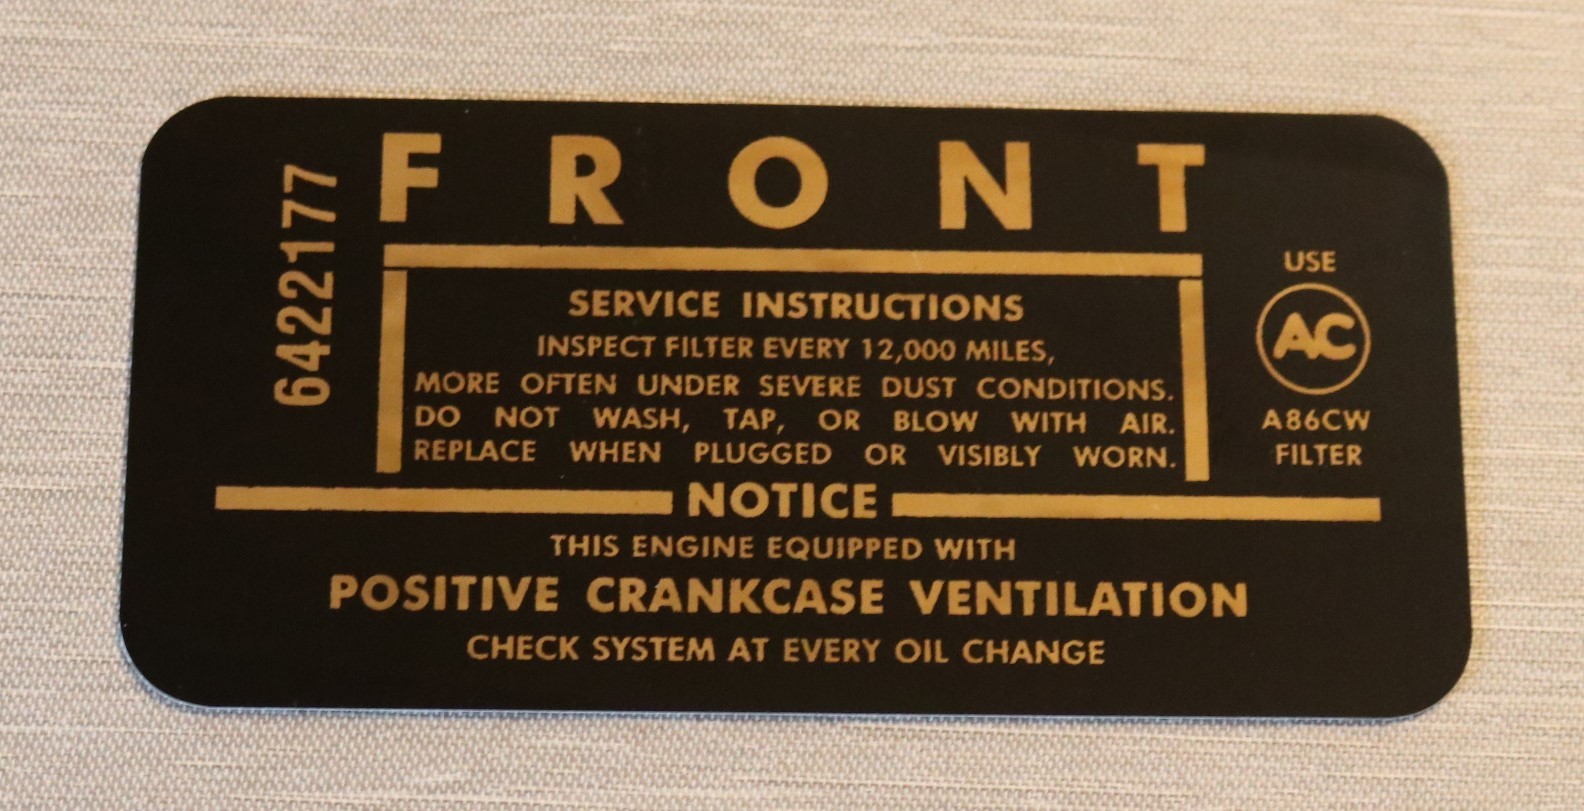 FRONT
6422177
SERVICE INSTRUCTIONS
INSPECT FILTER EVERY 12,000 MILES,
MORE OFTEN UNDER SEVERE DUST CONDITIONS.
DO NOT WASH, TAP, OR BLOW WITH AIR.
REPLACE WHEN PLUGGED OR VISIBLY WORN.
USE
AC
A86CW
FILTER
NOTICE
THIS ENGINE EQUIPPED WITH
POSITIVE CRANKCASE VENTILATION
CHECK SYSTEM AT EVERY OIL CHANGE